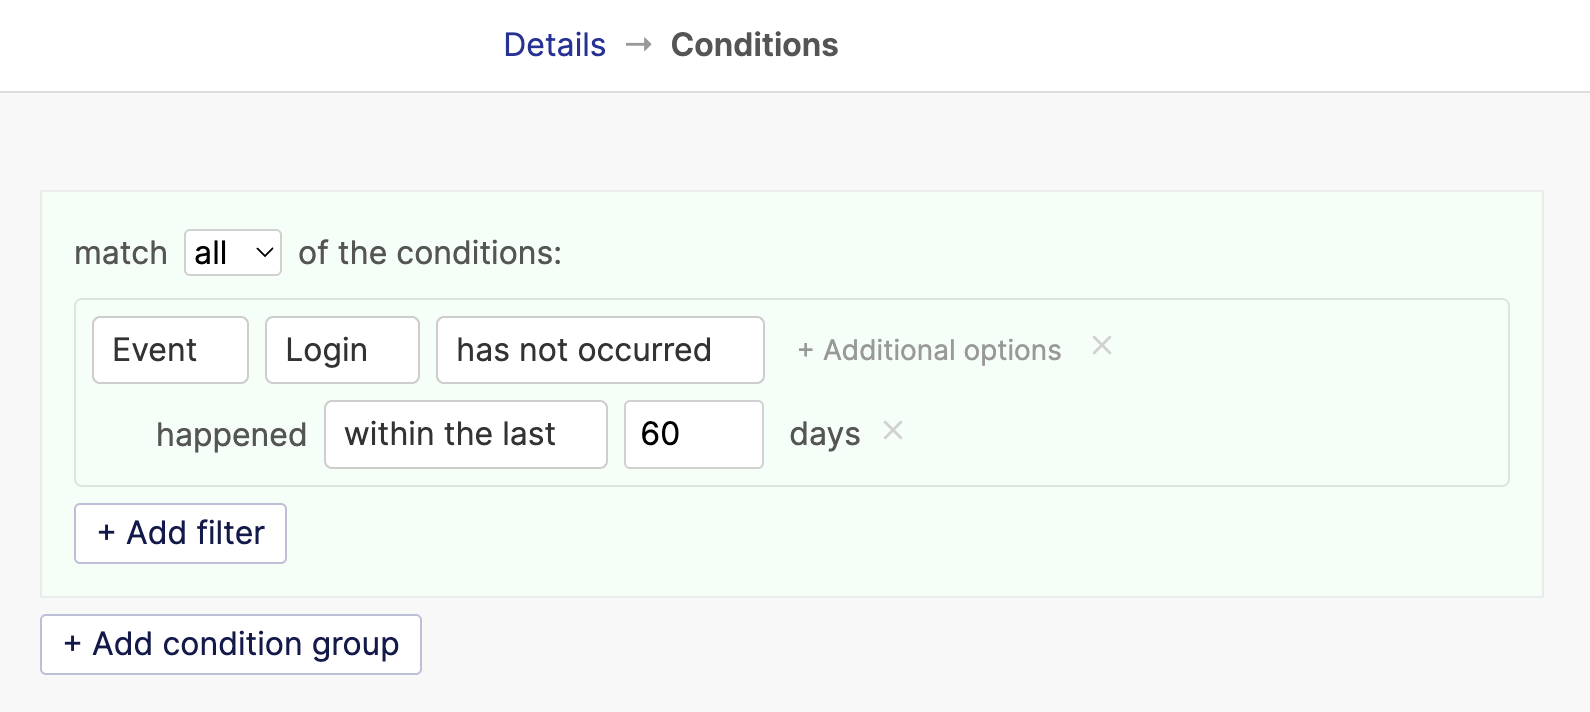 Details → Conditions
match all of the conditions:
Event Login has not occurred + Additional options ×
happened within the last 60 days ×
+ Add filter
+ Add condition group